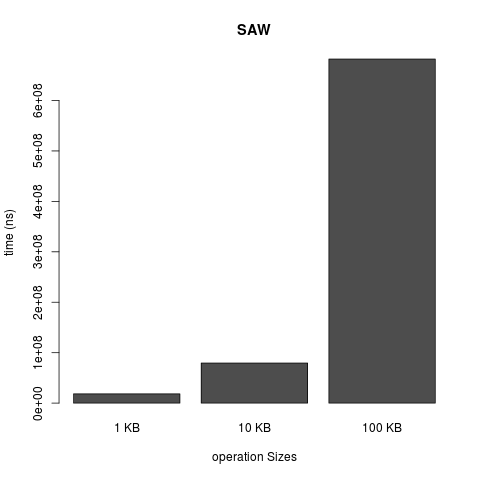 SAW
time (ns)
6e+08
5e+08
4e+08
3e+08
2e+08
1e+08
0e+00
1 KB 10 KB 100 KB
operation Sizes